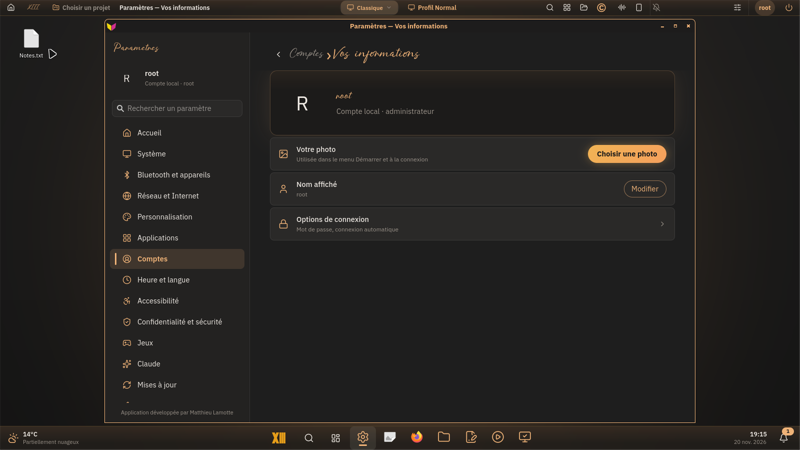 Choisir un projet
Paramètres — Vos informations
Classique
Profil Normal
root
Paramètres — Vos informations
Notes.txt
Paramètres
root
Compte local · root
Rechercher un paramètre
Accueil
Système
Bluetooth et appareils
Réseau et Internet
Personnalisation
Applications
Comptes
Heure et langue
Accessibilité
Confidentialité et sécurité
Jeux
Claude
Mises à jour
Application développée par Matthieu Lamotte
Comptes › Vos informations
R
R
root
Compte local · administrateur
Votre photo
Utilisée dans le menu Démarrer et à la connexion
Choisir une photo
Nom affiché
root
Modifier
Options de connexion
Mot de passe, connexion automatique
14°C
Partiellement nuageux
XIII
19:15
20 nov. 2026
1